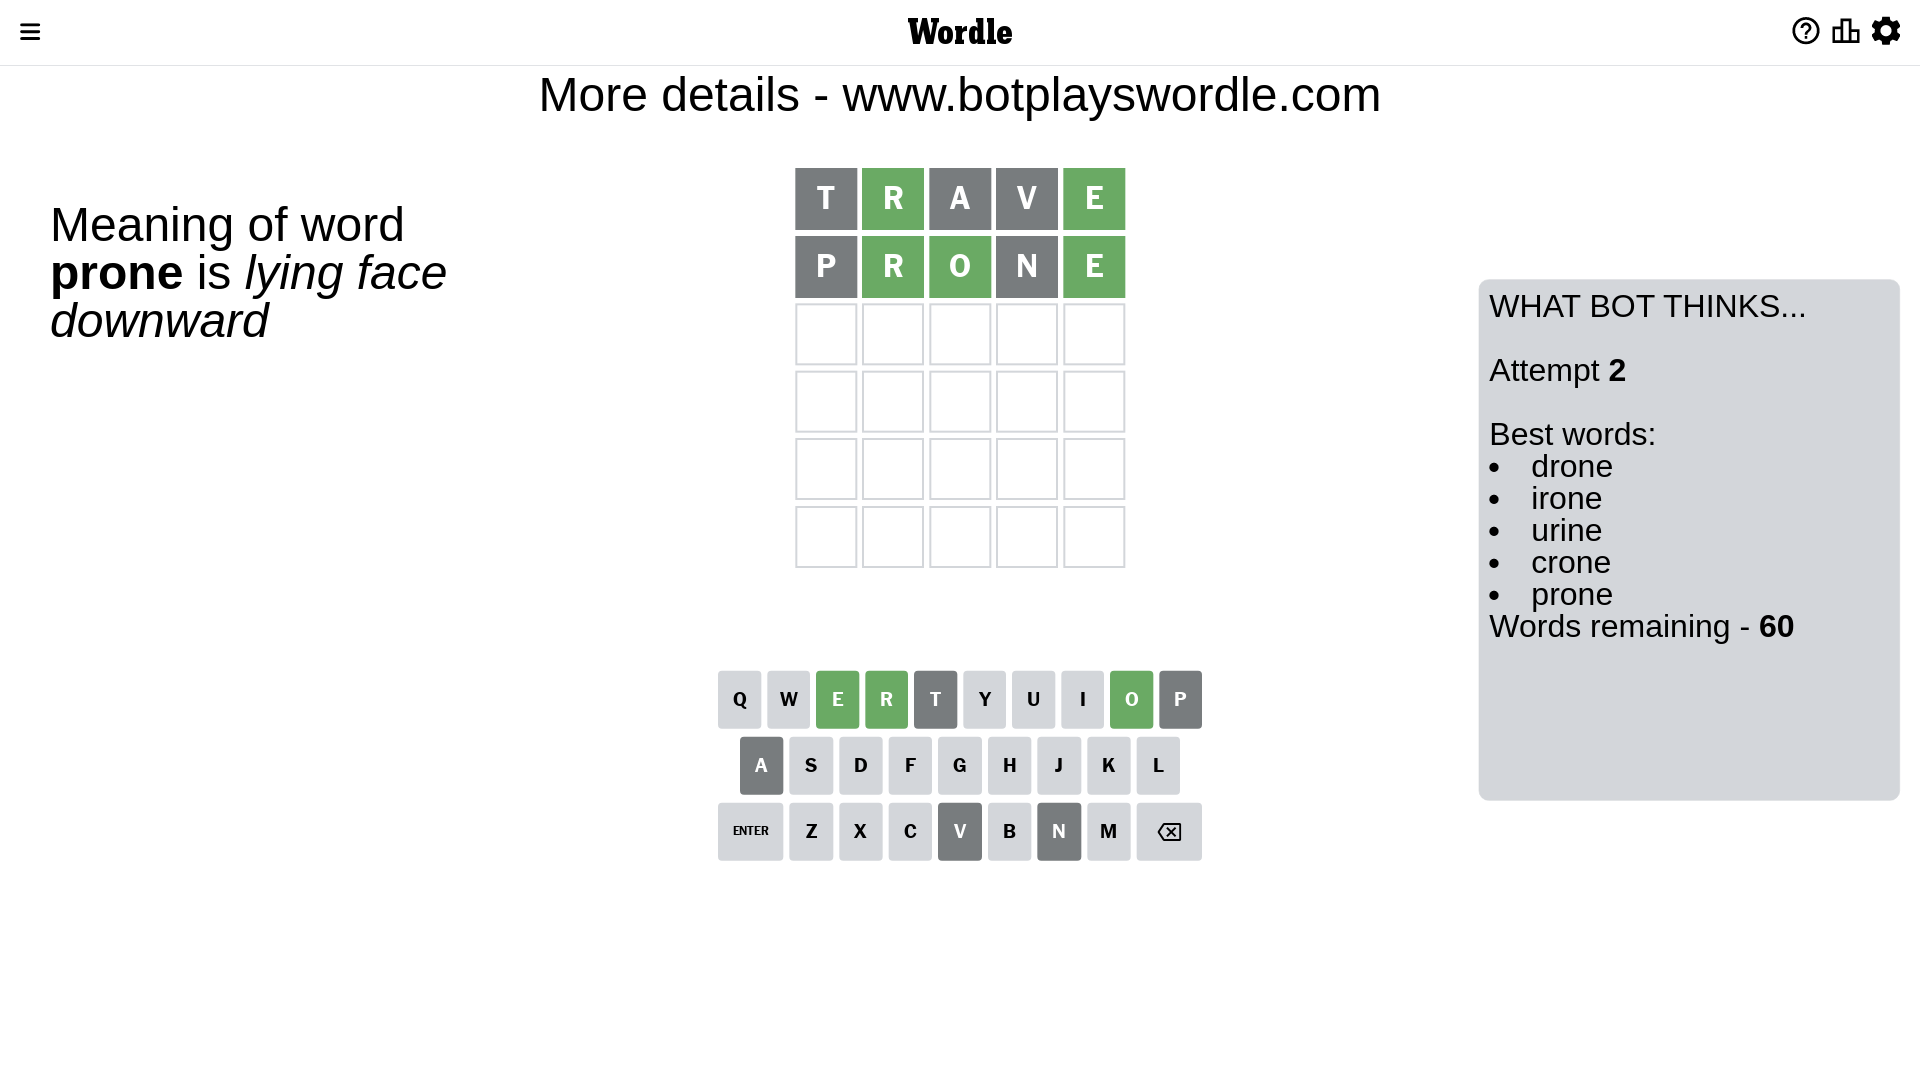 Wordle
More details - www.botplayswordle.com
Meaning of word
prone is lying face
downward
T R A V E
P R O N E
WHAT BOT THINKS...
Attempt 2
Best words:
• drone
• irone
• urine
• crone
• prone
Words remaining - 60
Q W E R T Y U I O P
A S D F G H J K L
ENTER Z X C V B N M